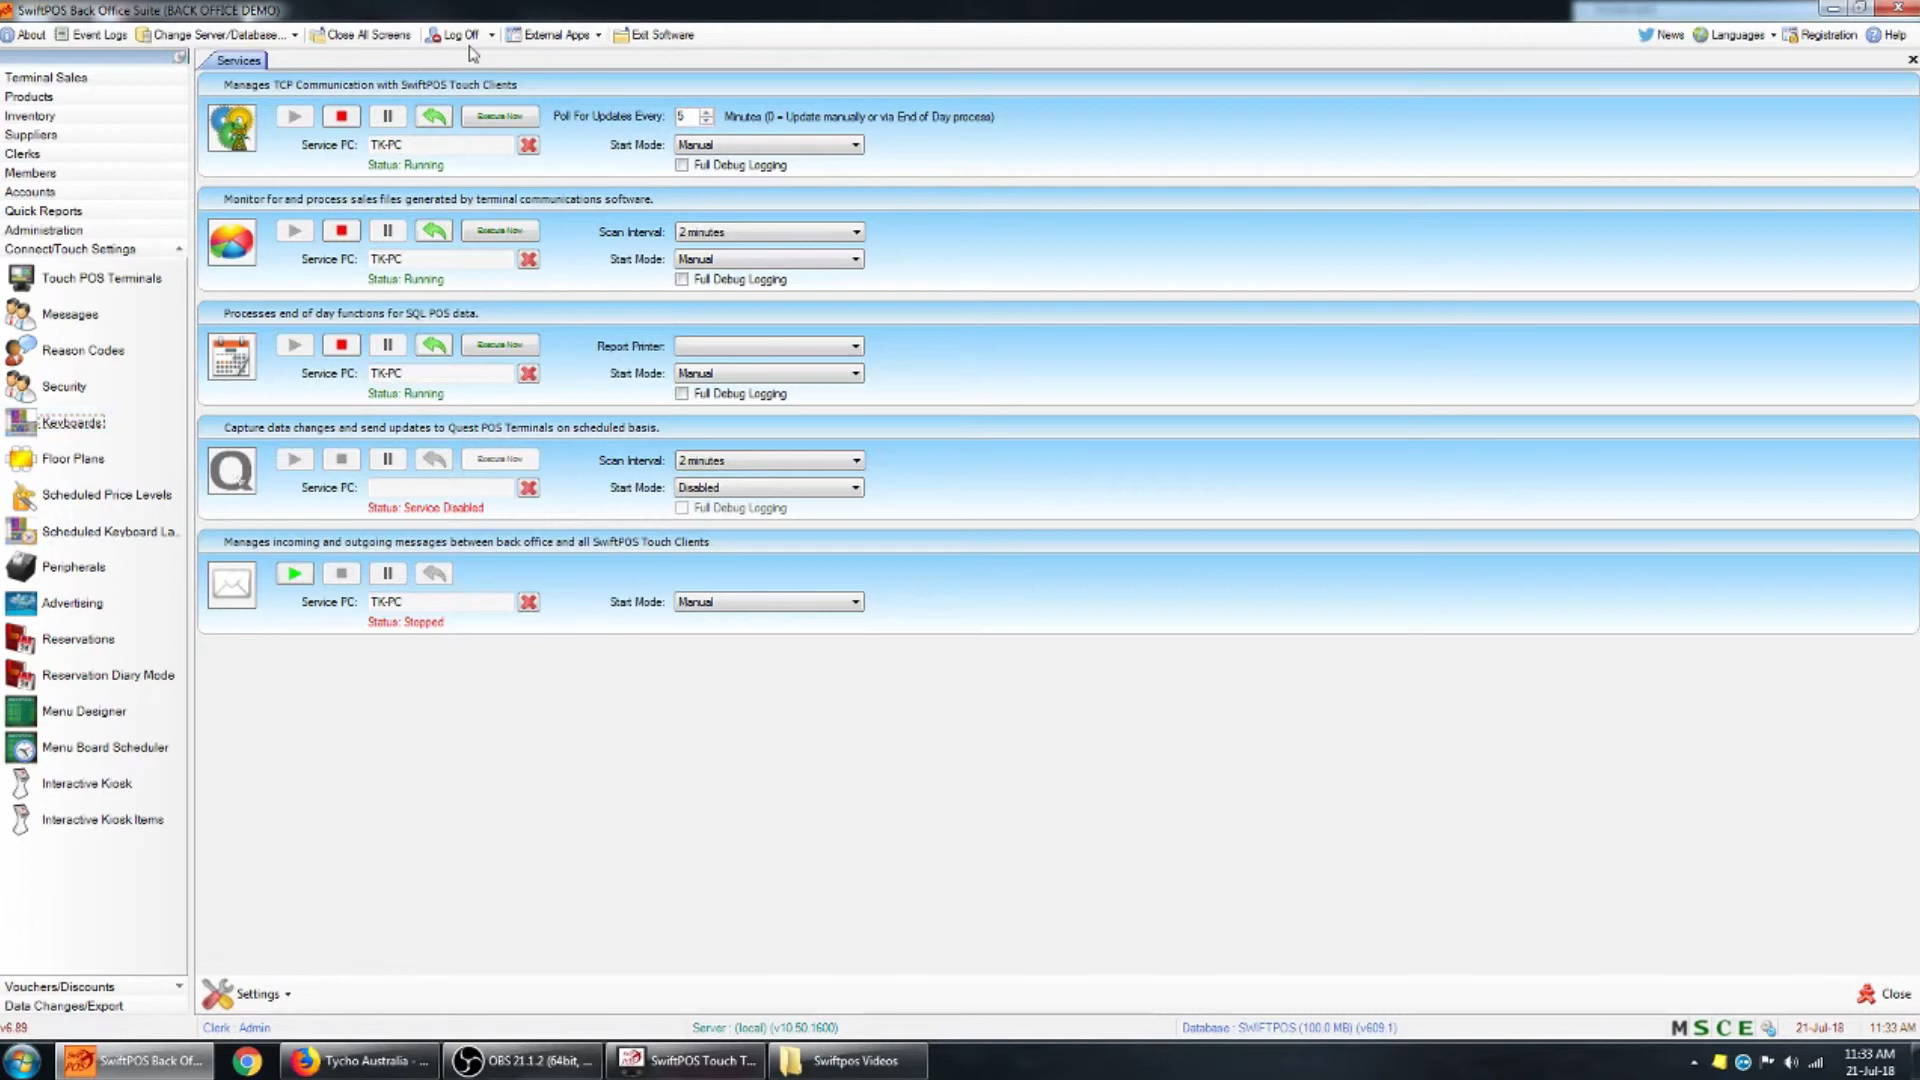 SwiftPOS Back Office Suite (BACK OFFICE DEMO)
About Event Logs Change Server/Database... Close All Screens Log Off External Apps Exit Software News Languages Registration Help
Services
Terminal Sales
Products
Inventory
Suppliers
Clerks
Members
Accounts
Quick Reports
Administration
Connect/Touch Settings
Touch POS Terminals
Messages
Reason Codes
Security
Keyboards
Floor Plans
Scheduled Price Levels
Scheduled Keyboard La...
Peripherals
Advertising
Reservations
Reservation Diary Mode
Menu Designer
Menu Board Scheduler
Interactive Kiosk
Interactive Kiosk Items
Vouchers/Discounts
Data Changes/Export
Manages TCP Communication with SwiftPOS Touch Clients
Execute Now Poll For Updates Every: 5 Minutes (0 = Update manually or via End of Day process)
Service PC: TK-PC Start Mode: Manual
Status: Running Full Debug Logging
Monitor for and process sales files generated by terminal communications software.
Execute Now Scan Interval: 2 minutes
Service PC: TK-PC Start Mode: Manual
Status: Running Full Debug Logging
Processes end of day functions for SQL POS data.
Execute Now Report Printer:
Service PC: TK-PC Start Mode: Manual
Status: Running Full Debug Logging
Capture data changes and send updates to Quest POS Terminals on scheduled basis.
Q Execute Now Scan Interval: 2 minutes
Service PC: Start Mode: Disabled
Status: Service Disabled Full Debug Logging
Manages incoming and outgoing messages between back office and all SwiftPOS Touch Clients
Service PC: TK-PC Start Mode: Manual
Status: Stopped
Settings Close
v6.89 Clerk : Admin Server : (local) (v10.50.1600) Database : SWIFTPOS (100.0 MB) (v609.1) M S C E 21-Jul-18 11:33 AM
SwiftPOS Back Of... Tycho Australia - ... OBS 21.1.2 (64bit, ... SwiftPOS Touch T... Swiftpos Videos 11:33 AM
21-Jul-18